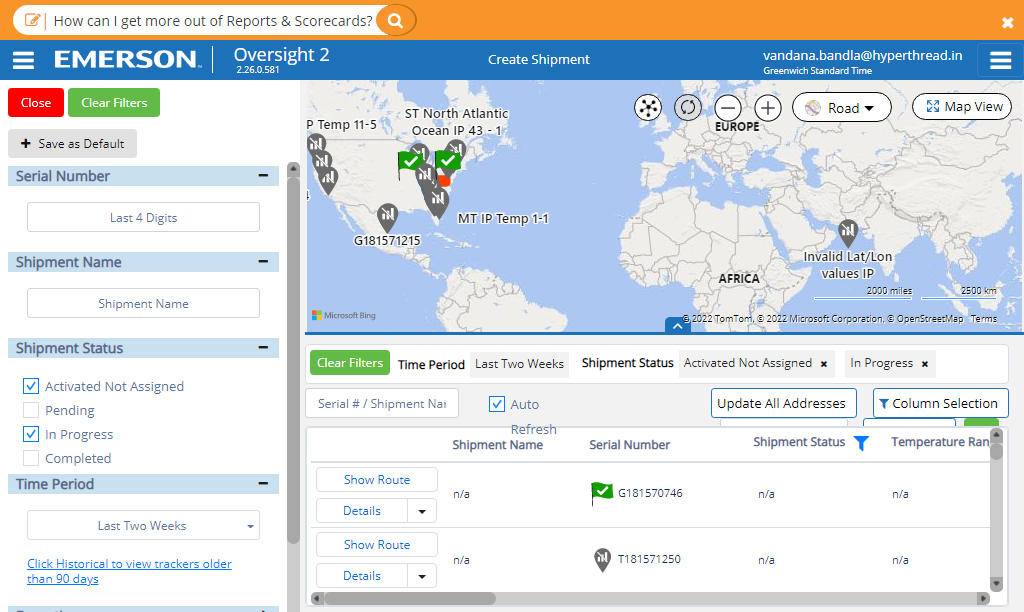 How can I get more out of Reports & Scorecards?
EMERSON
Oversight 2
2.26.0.581
Create Shipment
vandana.bandla@hyperthread.in
Greenwich Standard Time
Close
Clear Filters
+ Save as Default
Serial Number
Last 4 Digits
Shipment Name
Shipment Name
Shipment Status
Activated Not Assigned
Pending
In Progress
Completed
Time Period
Last Two Weeks
Click Historical to view trackers older
than 90 days
P Temp 11-5
ST North Atlantic
Ocean IP 43 - 1
MT IP Temp 1-1
G181571215
EUROPE
AFRICA
Road
Map View
Invalid Lat/Lon
values IP
2000 miles
2500 km
Microsoft Bing
© 2022 TomTom, © 2022 Microsoft Corporation, © OpenStreetMap Terms
Clear Filters
Time Period
Last Two Weeks
Shipment Status
Activated Not Assigned ×
In Progress ×
Serial # / Shipment Nar
Auto
Refresh
Update All Addresses
Column Selection
Shipment Name
Serial Number
Shipment Status
Temperature Ran
Show Route
Details
n/a
G181570746
n/a
n/a
Show Route
Details
n/a
T181571250
n/a
n/a